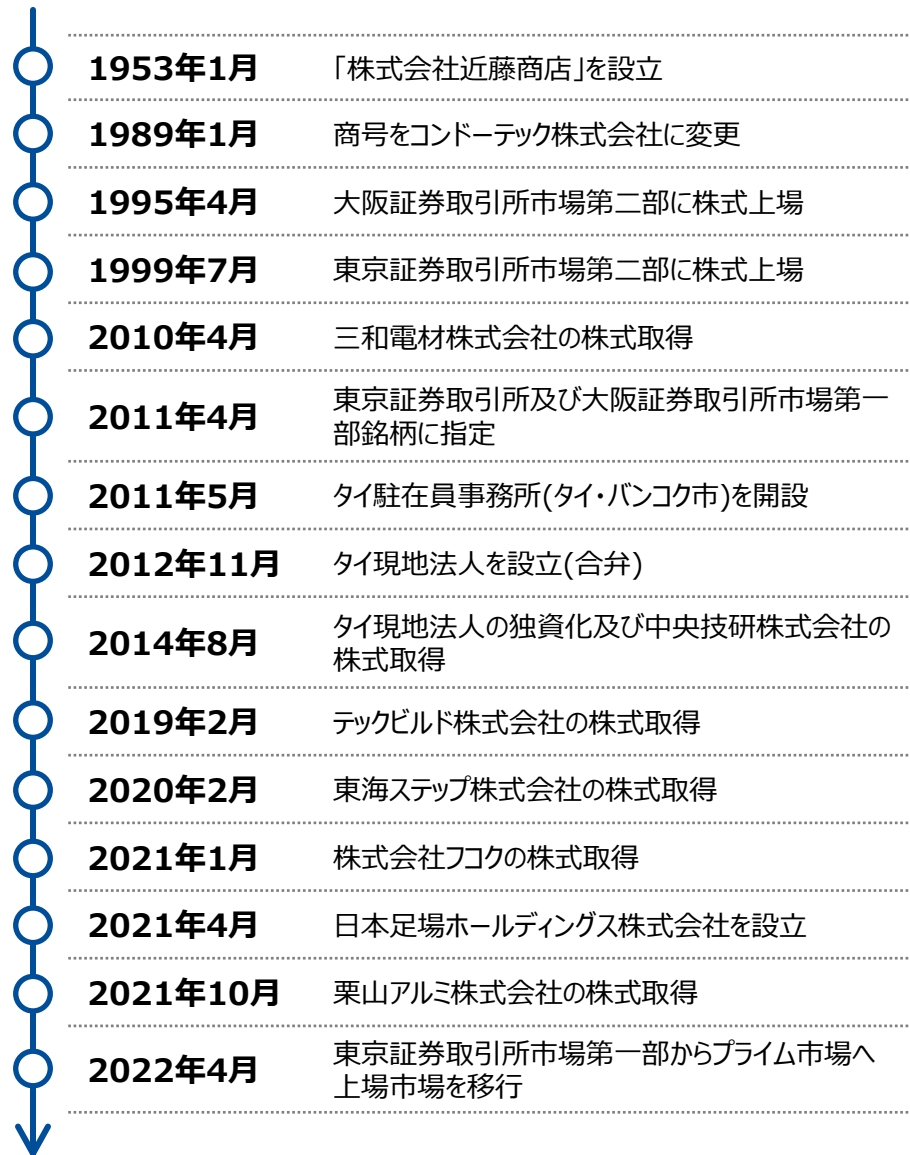 1953年1月 「株式会社近藤商店」を設立
1989年1月 商号をコンドーテック株式会社に変更
1995年4月 大阪証券取引所市場第二部に株式上場
1999年7月 東京証券取引所市場第二部に株式上場
2010年4月 三和電材株式会社の株式取得
2011年4月 東京証券取引所及び大阪証券取引所市場第一
部銘柄に指定
2011年5月 タイ駐在員事務所(タイ・バンコク市)を開設
2012年11月 タイ現地法人を設立(合弁)
2014年8月 タイ現地法人の独資化及び中央技研株式会社の
株式取得
2019年2月 テックビルド株式会社の株式取得
2020年2月 東海ステップ株式会社の株式取得
2021年1月 株式会社フコクの株式取得
2021年4月 日本足場ホールディングス株式会社を設立
2021年10月 栗山アルミ株式会社の株式取得
2022年4月 東京証券取引所市場第一部からプライム市場へ
上場市場を移行